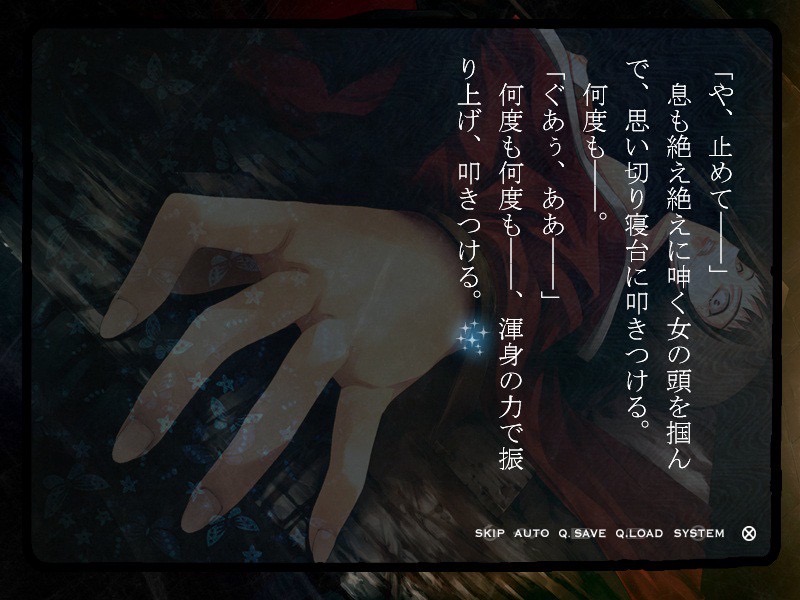 「や、止めて――」
　息も絶え絶えに呻く女の頭を掴ん
で、思い切り寝台に叩きつける。
　何度も――。
「ぐあぅ、ああ――」
　何度も何度も――、渾身の力で振
り上げ、叩きつける。
SKIP AUTO Q.SAVE Q.LOAD SYSTEM